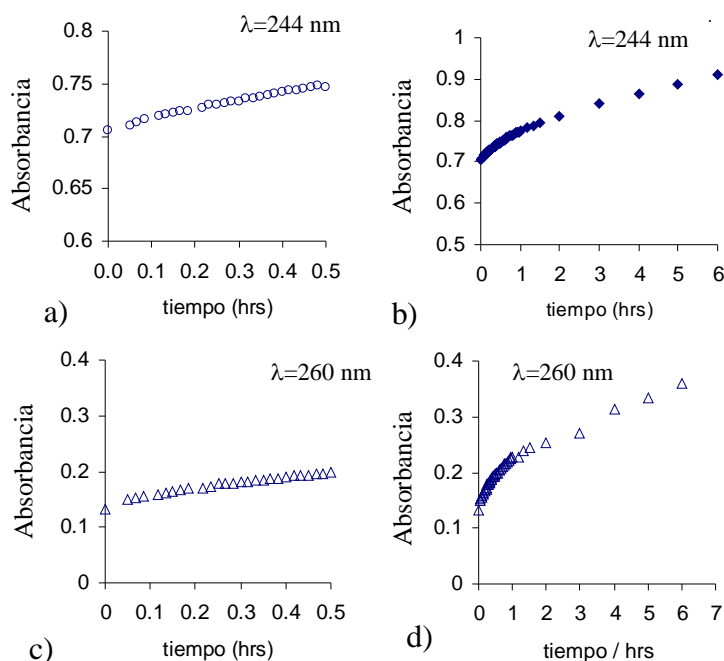 λ=244 nm
0.8
0.75
0.7
0.65
0.6
Absorbancia
0.0 0.1 0.2 0.3 0.4 0.5
tiempo (hrs)
a)
λ=244 nm
1
0.9
0.8
0.7
0.6
0.5
Absorbancia
0 1 2 3 4 5 6
tiempo (hrs)
b)
λ=260 nm
0.4
0.3
0.2
0.1
0
Absorbancia
0 0.1 0.2 0.3 0.4 0.5
tiempo (hrs)
c)
λ=260 nm
0.4
0.3
0.2
0.1
0
Absorbancia
0 1 2 3 4 5 6 7
tiempo / hrs
d)